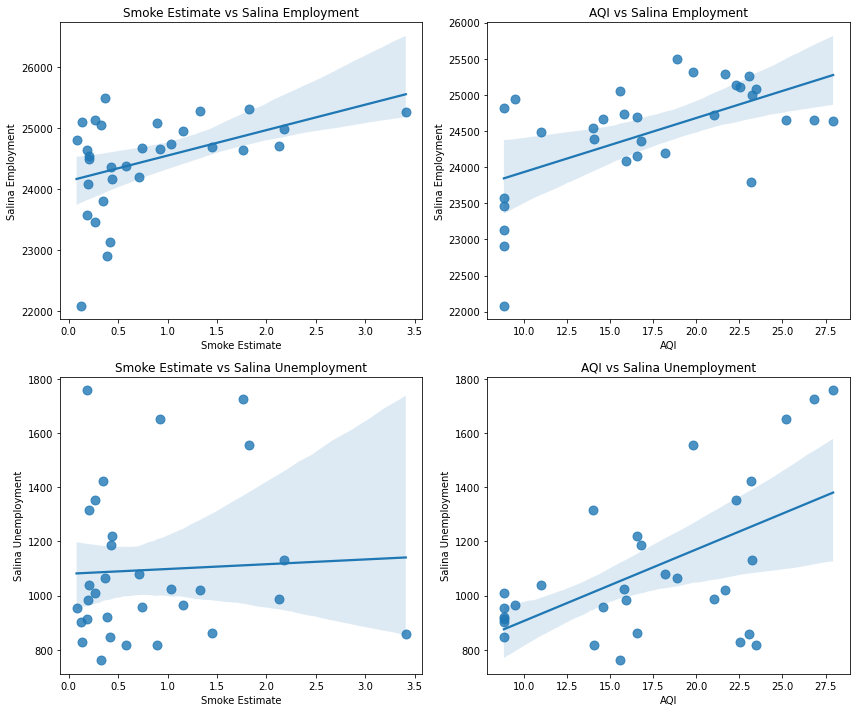 Smoke Estimate vs Salina Employment
26000
25000
24000
23000
22000
Salina Employment
0.0 0.5 1.0 1.5 2.0 2.5 3.0 3.5
Smoke Estimate
AQI vs Salina Employment
26000
25500
25000
24500
24000
23500
23000
22500
22000
Salina Employment
10.0 12.5 15.0 17.5 20.0 22.5 25.0 27.5
AQI
Smoke Estimate vs Salina Unemployment
1800
1600
1400
1200
1000
800
Salina Unemployment
0.0 0.5 1.0 1.5 2.0 2.5 3.0 3.5
Smoke Estimate
AQI vs Salina Unemployment
1800
1600
1400
1200
1000
800
Salina Unemployment
10.0 12.5 15.0 17.5 20.0 22.5 25.0 27.5
AQI